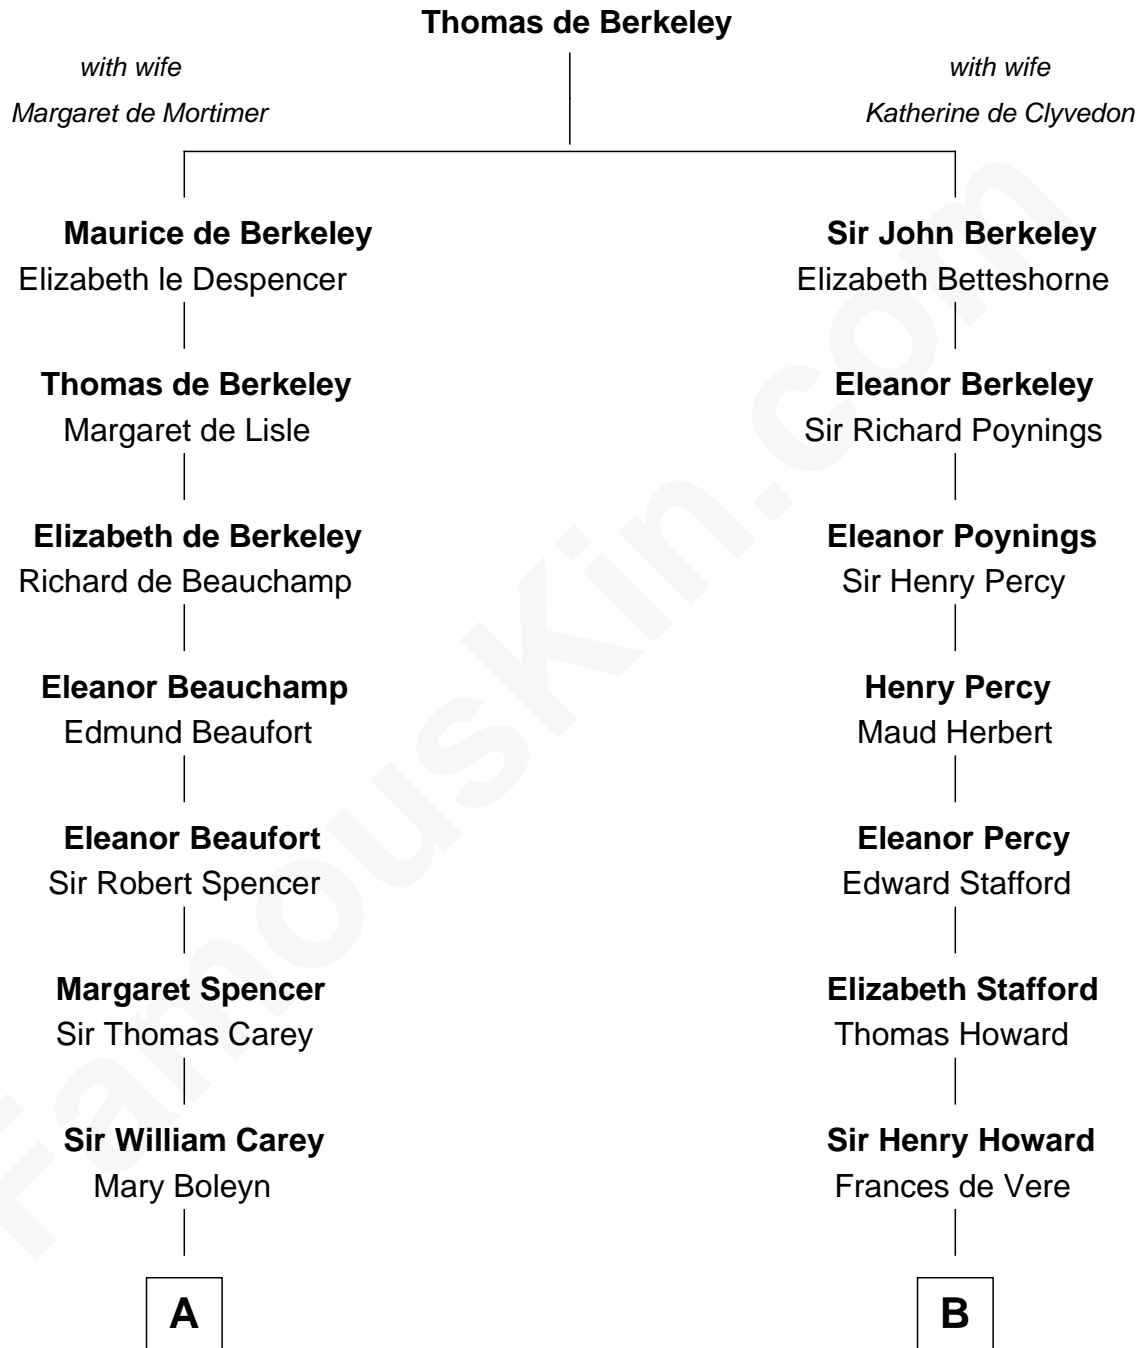 Thomas de Berkeley
with wife
Margaret de Mortimer
with wife
Katherine de Clyvedon
Maurice de Berkeley
Elizabeth le Despencer
Sir John Berkeley
Elizabeth Betteshorne
Thomas de Berkeley
Margaret de Lisle
Eleanor Berkeley
Sir Richard Poynings
Elizabeth de Berkeley
Richard de Beauchamp
Eleanor Poynings
Sir Henry Percy
Eleanor Beauchamp
Edmund Beaufort
Henry Percy
Maud Herbert
Eleanor Beaufort
Sir Robert Spencer
Eleanor Percy
Edward Stafford
Margaret Spencer
Sir Thomas Carey
Elizabeth Stafford
Thomas Howard
Sir William Carey
Mary Boleyn
Sir Henry Howard
Frances de Vere
A
B
FamousKin.com